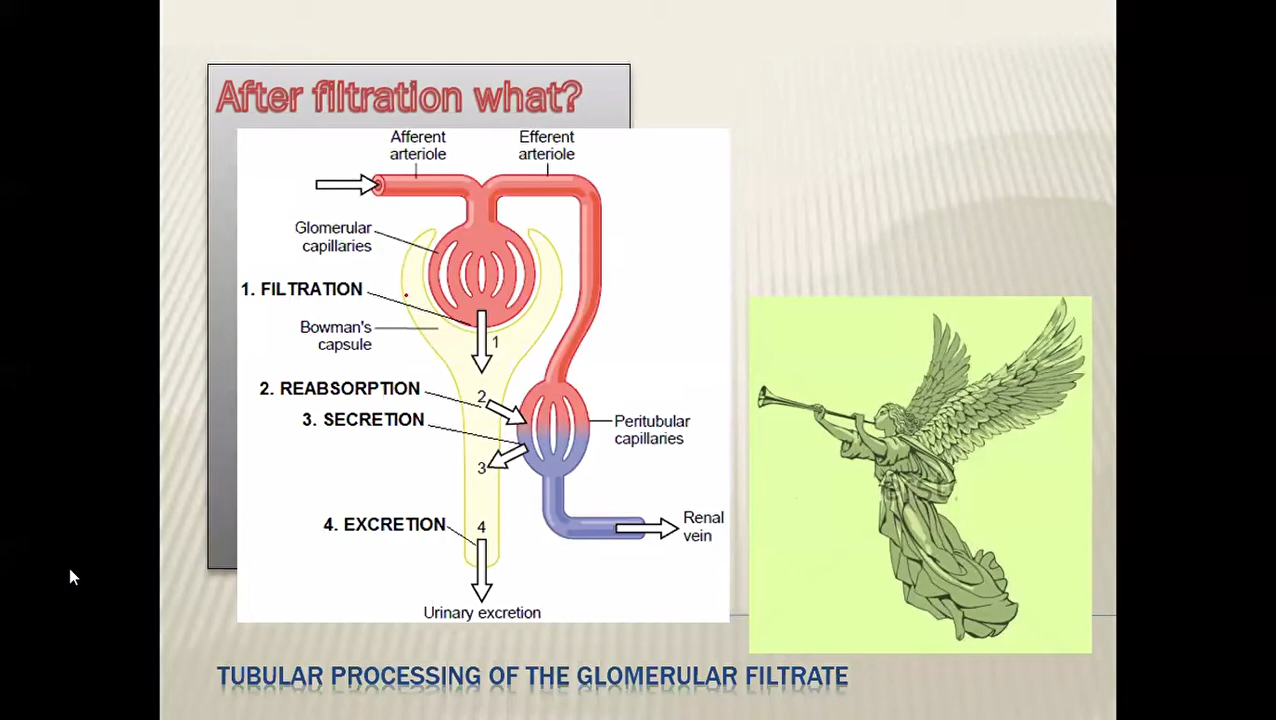 After filtration what?
Afferent
arteriole
Efferent
arteriole
Glomerular
capillaries
1. FILTRATION
Bowman's
capsule
1
2. REABSORPTION
2
3. SECRETION
Peritubular
capillaries
3
4. EXCRETION
4
Renal
vein
Urinary excretion
TUBULAR PROCESSING OF THE GLOMERULAR FILTRATE